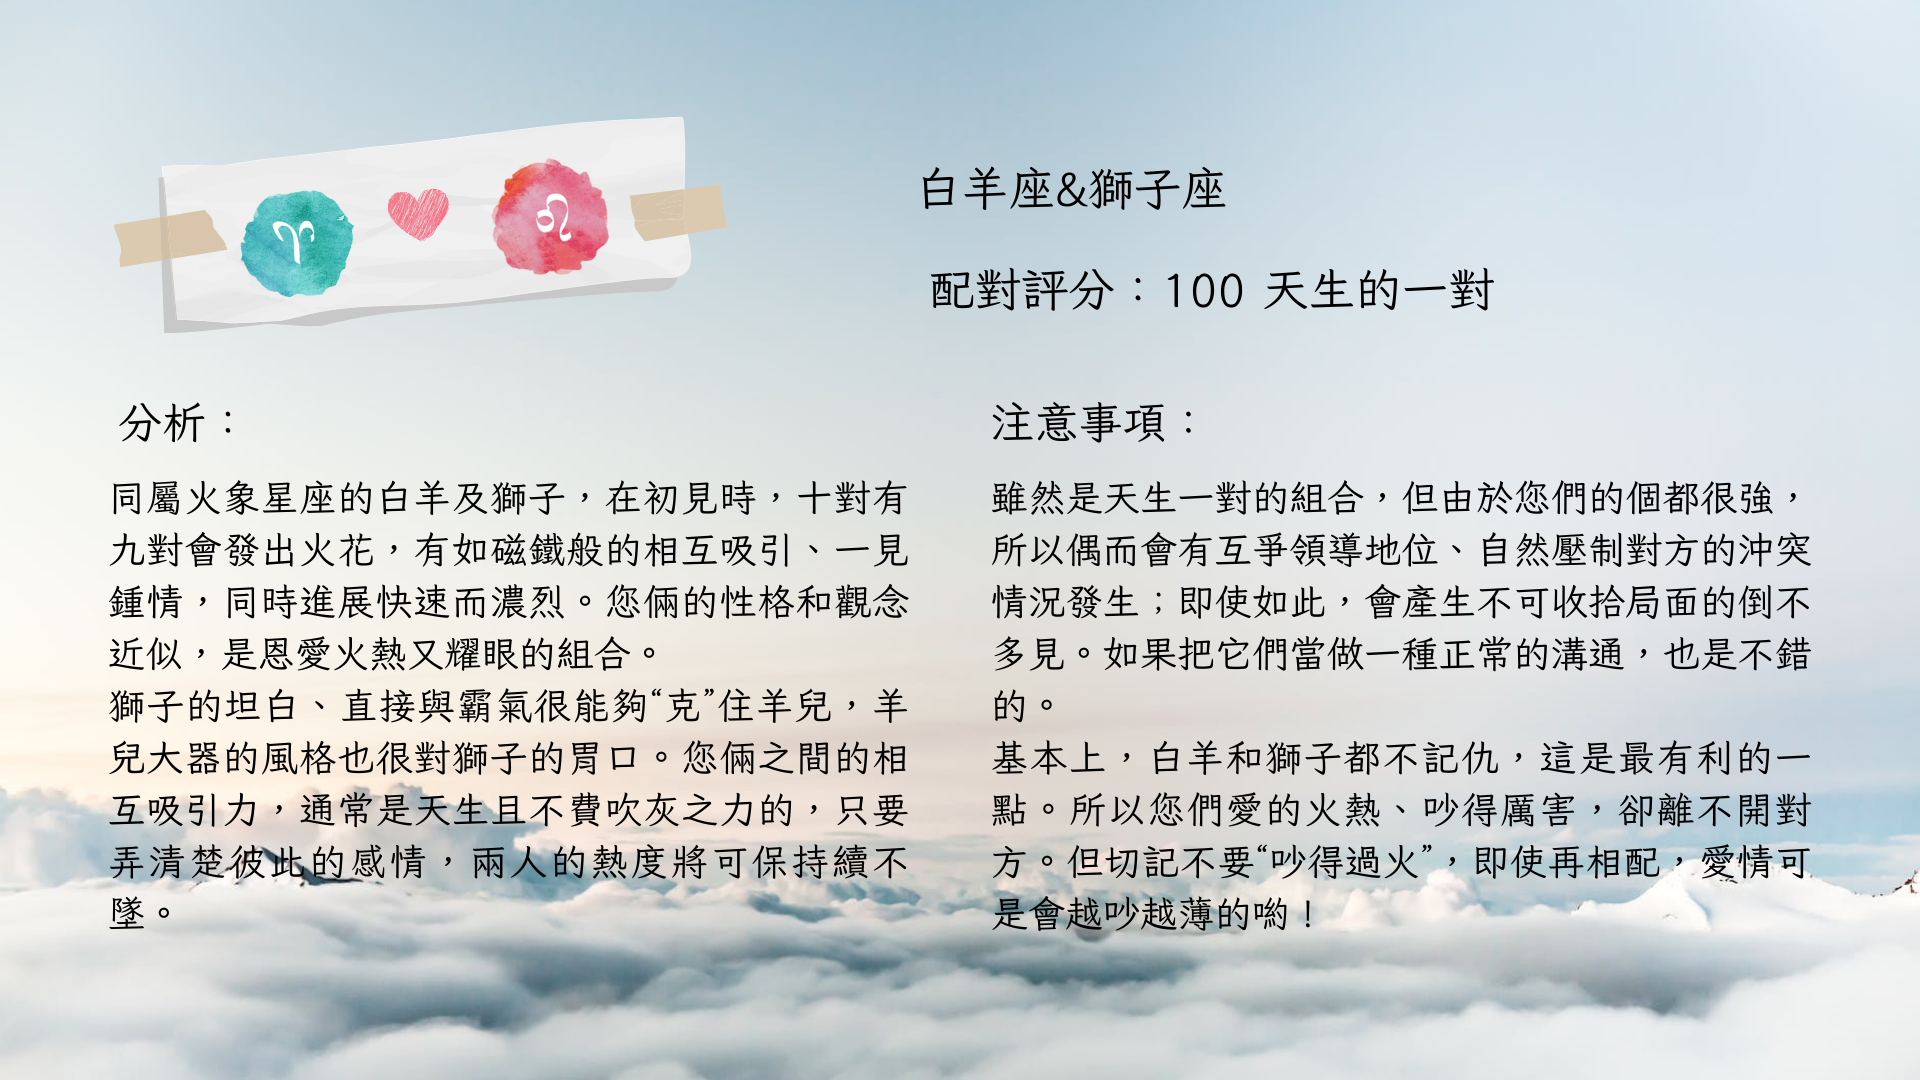 白羊座&獅子座
配對評分：100 天生的一對
分析：
同屬火象星座的白羊及獅子，在初見時，十對有
九對會發出火花，有如磁鐵般的相互吸引、一見
鍾情，同時進展快速而濃烈。您倆的性格和觀念
近似，是恩愛火熱又耀眼的組合。
獅子的坦白、直接與霸氣很能夠“克”住羊兒，羊
兒大器的風格也很對獅子的胃口。您倆之間的相
互吸引力，通常是天生且不費吹灰之力的，只要
弄清楚彼此的感情，兩人的熱度將可保持續不
墜。
注意事項：
雖然是天生一對的組合，但由於您們的個都很強，
所以偶而會有互爭領導地位、自然壓制對方的沖突
情況發生；即使如此，會產生不可收拾局面的倒不
多見。如果把它們當做一種正常的溝通，也是不錯
的。
基本上，白羊和獅子都不記仇，這是最有利的一
點。所以您們愛的火熱、吵得厲害，卻離不開對
方。但切記不要“吵得過火”，即使再相配，愛情可
是會越吵越薄的喲！